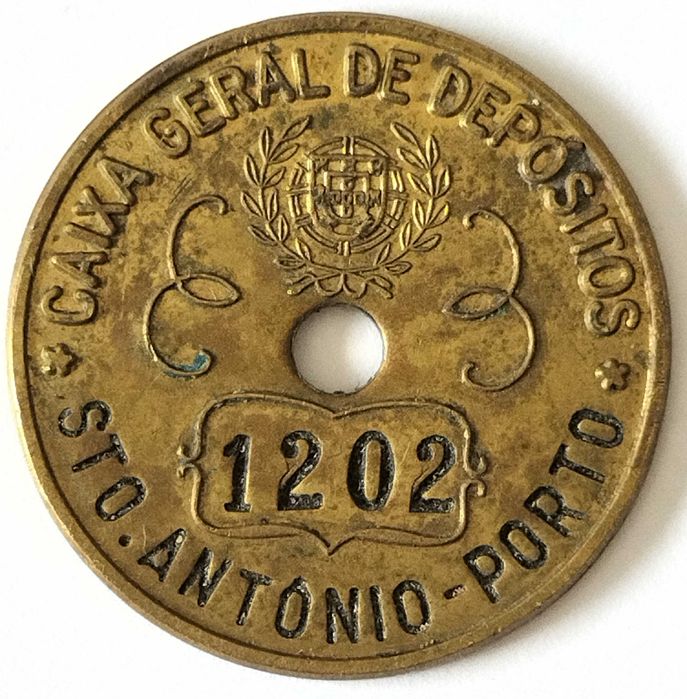 CAIXA GERAL DE DEPÓSITOS
1202
STO. ANTÓNIO - PORTO